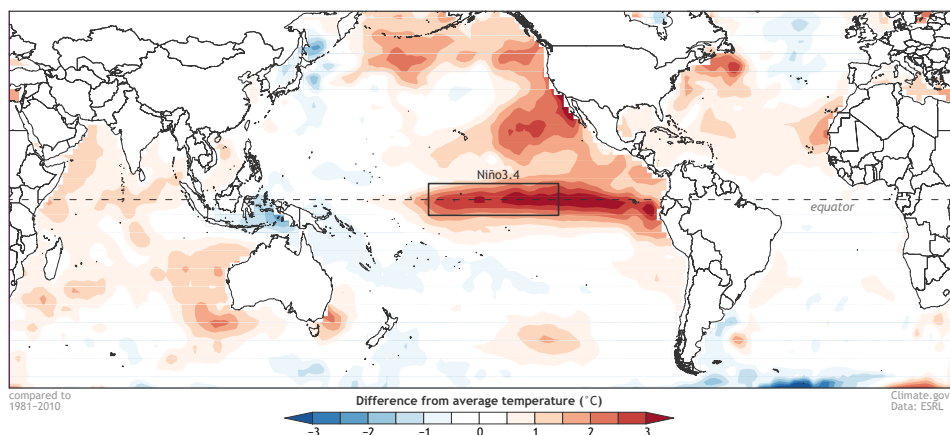 Niño3.4
equator
compared to
1981–2010
Difference from average temperature (˚C)
Climate.gov
Data: ESRL
−3 −2 −1 0 1 2 3